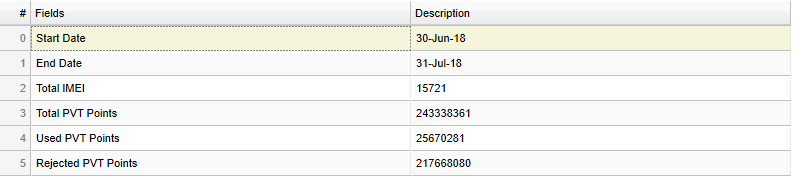 # Fields Description
0 Start Date 30-Jun-18
1 End Date 31-Jul-18
2 Total IMEI 15721
3 Total PVT Points 243338361
4 Used PVT Points 25670281
5 Rejected PVT Points 217668080